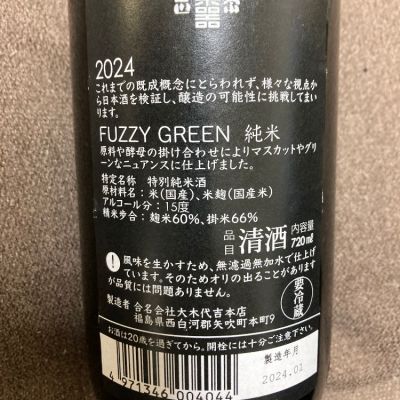 2024
これまでの既成概念にとらわれず、様々な視点か
ら日本酒を検証し、醸造の可能性に挑戦してまい
ります。
FUZZY GREEN 純米
原料や酵母の掛け合わせによりマスカットやグリ
ーンなニュアンスに仕上げました。
特定名称 特別純米酒
原材料名:米(国産)、米麹(国産米)
アルコール分:15度
精米歩合:麹米60%、掛米66%
品目 清酒 内容量 720㎖
! 風味を生かすため、無濾過無加水で仕上げ
ています。そのためオリの出ることがあります
が品質には問題ありません。
要冷蔵
製造者 合名会社大木代吉本店
福島県西白河郡矢吹町本町9
お酒は20歳を過ぎてから。開栓には十分ご注意下さい。
製造年月
2024.01
4 971346 004044